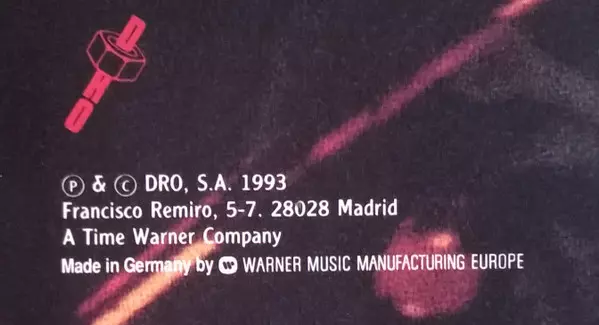 DRO
Ⓟ & Ⓒ DRO, S.A. 1993
Francisco Remiro, 5-7. 28028 Madrid
A Time Warner Company
Made in Germany by WARNER MUSIC MANUFACTURING EUROPE